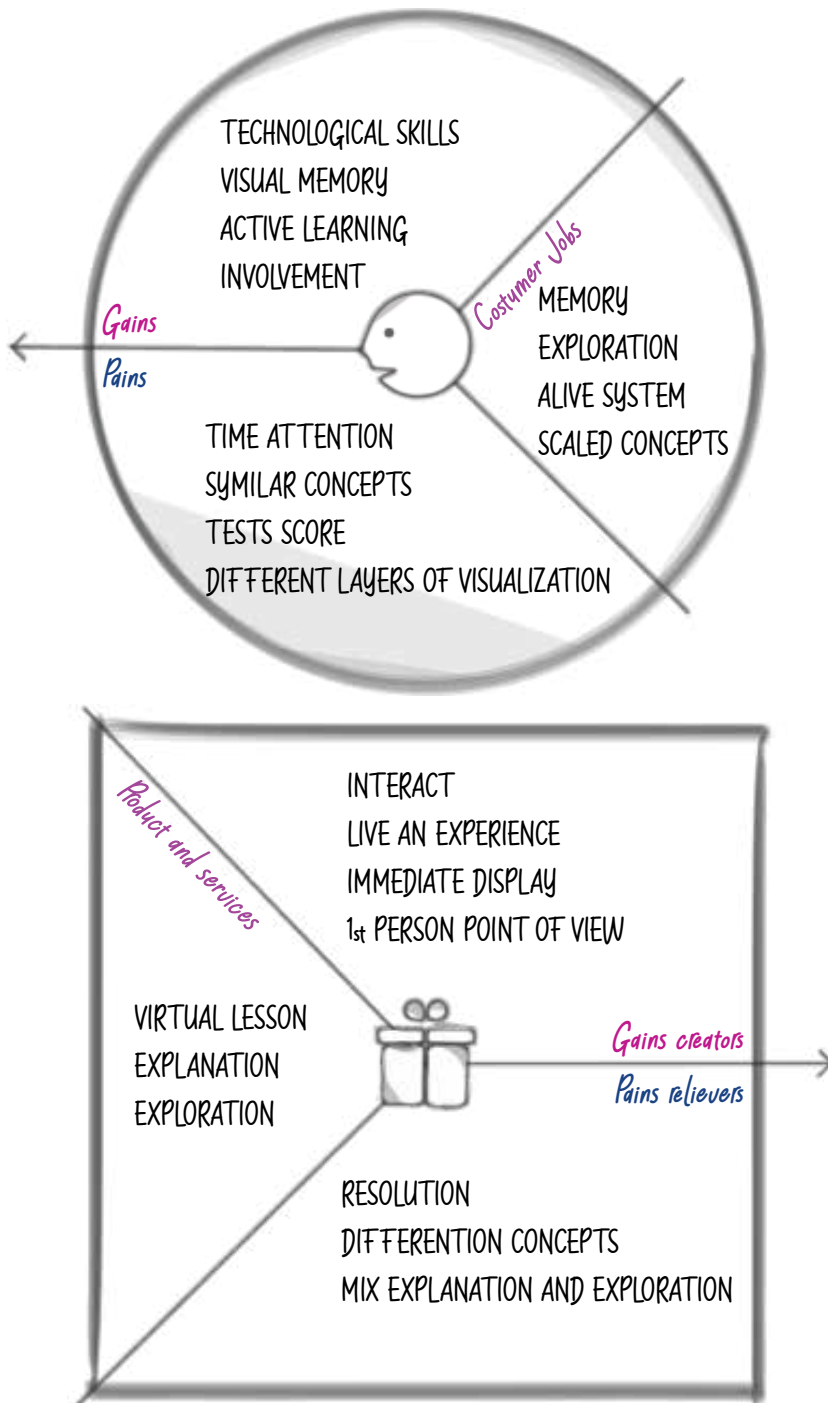 TECHNOLOGICAL SKILLS
VISUAL MEMORY
ACTIVE LEARNING
INVOLVEMENT
Gains
Costumer Jobs
MEMORY
EXPLORATION
ALIVE SYSTEM
SCALED CONCEPTS
Pains
TIME ATTENTION
SYMILAR CONCEPTS
TESTS SCORE
DIFFERENT LAYERS OF VISUALIZATION
Product and services
INTERACT
LIVE AN EXPERIENCE
IMMEDIATE DISPLAY
1st PERSON POINT OF VIEW
VIRTUAL LESSON
EXPLANATION
EXPLORATION
Gains creators
Pains relievers
RESOLUTION
DIFFERENTION CONCEPTS
MIX EXPLANATION AND EXPLORATION